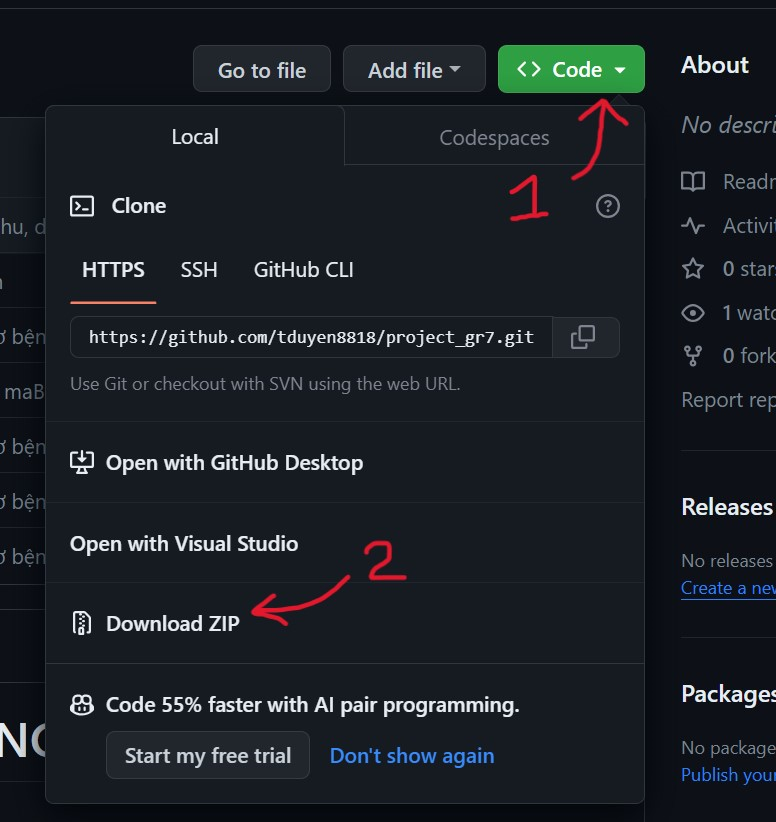 Go to file
Add file
Code
About
No descri
Local
Codespaces
1
Clone
Readm
hu, d
Activit
HTTPS
SSH
GitHub CLI
0 star
https://github.com/tduyen8818/project_gr7.git
1 watc
ơ bện
0 fork
Use Git or checkout with SVN using the web URL.
maB
Report rep
ơ bện
Open with GitHub Desktop
ơ bện
Releases
Open with Visual Studio
2
ơ bện
No releases
Create a new
Download ZIP
Code 55% faster with AI pair programming.
Packages
Start my free trial
Don't show again
No package
Publish your